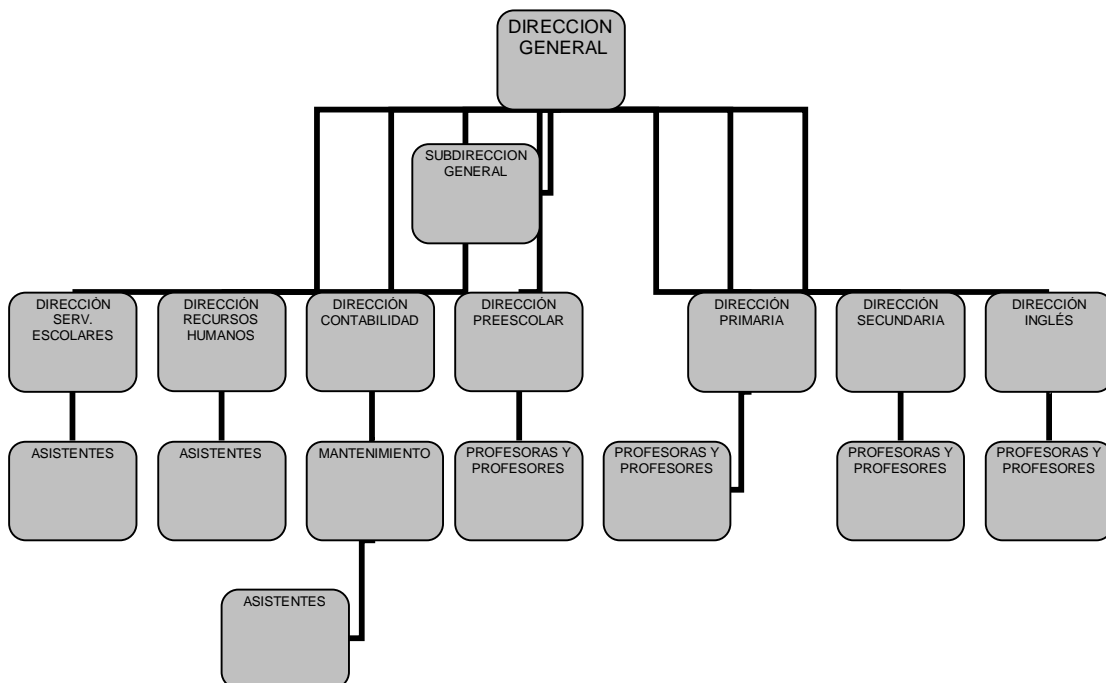 DIRECCION
GENERAL
SUBDIRECCION
GENERAL
DIRECCIÓN
SERV.
ESCOLARES
DIRECCIÓN
RECURSOS
HUMANOS
DIRECCIÓN
CONTABILIDAD
DIRECCIÓN
PREESCOLAR
DIRECCIÓN
PRIMARIA
DIRECCIÓN
SECUNDARIA
DIRECCIÓN
INGLÉS
ASISTENTES
ASISTENTES
MANTENIMIENTO
PROFESORAS Y
PROFESORES
PROFESORAS Y
PROFESORES
PROFESORAS Y
PROFESORES
PROFESORAS Y
PROFESORES
ASISTENTES